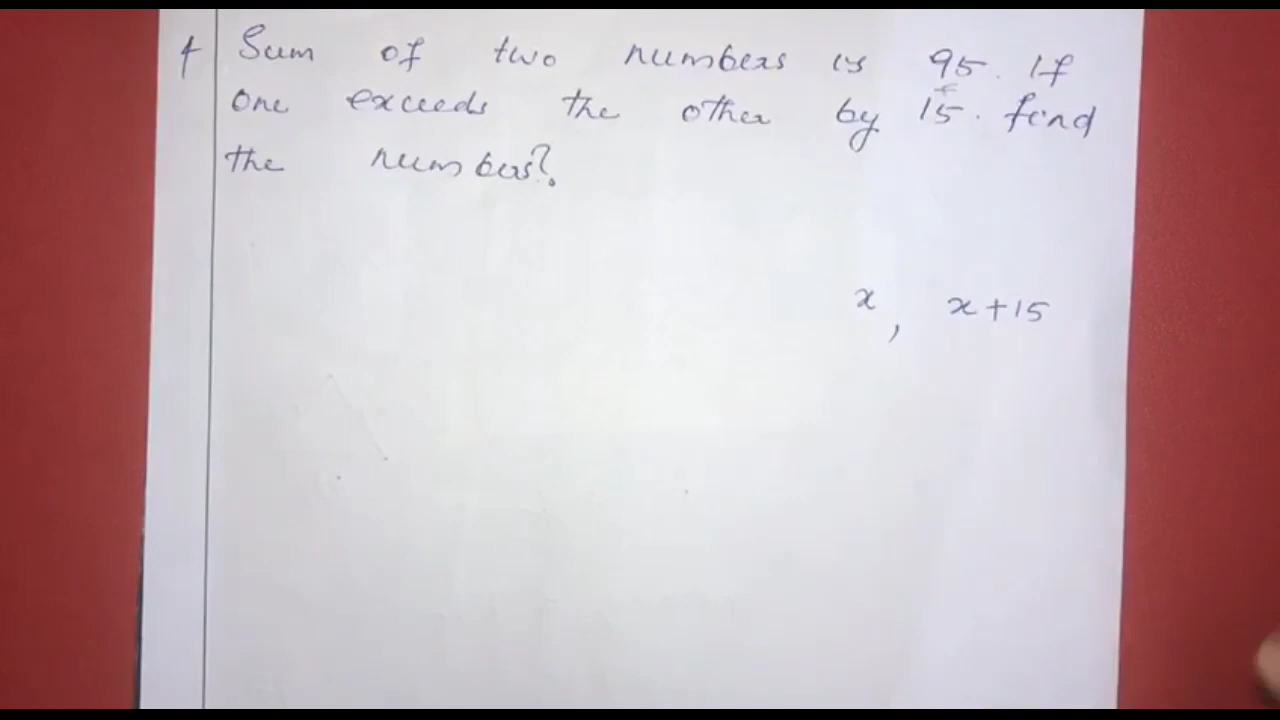 4 Sum of two numbers is 95. If
one exceeds the other by 15. find
the numbers?
x, x+15